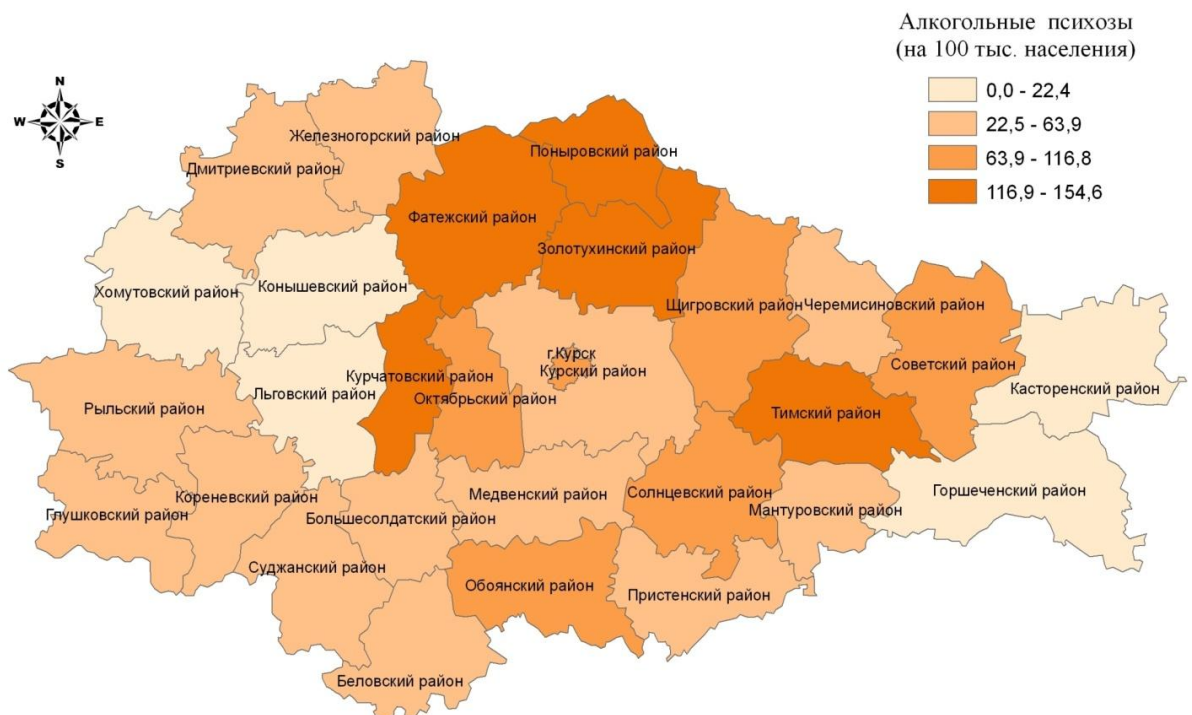 Алкогольные психозы
(на 100 тыс. населения)
0,0 - 22,4
22,5 - 63,9
63,9 - 116,8
116,9 - 154,6
N
W E
S
Железногорский район
Дмитриевский район
Поныровский район
Фатежский район
Золотухинский район
Хомутовский район
Конышевский район
Щигровский район
Черемисиновский район
г.Курск
Курский район
Курчатовский район
Октябрьский район
Советский район
Касторенский район
Льговский район
Рыльский район
Тимский район
Горшеченский район
Кореневский район
Глушковский район
Большесолдатский район
Медвенский район
Солнцевский район
Мантуровский район
Суджанский район
Обоянский район
Пристенский район
Беловский район